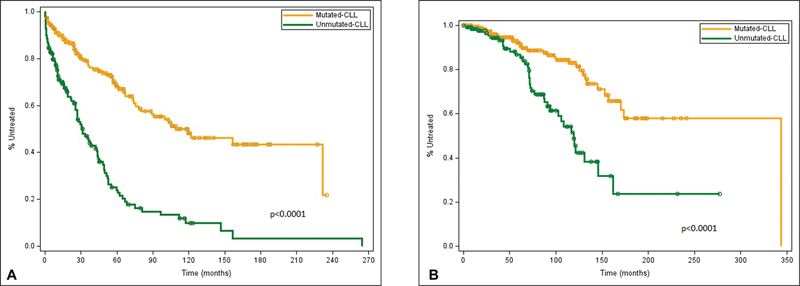 Mutated-CLL
Unmutated-CLL
1.0
0.8
0.6
0.4
0.2
0.0
% Untreated
p<0.0001
0 30 60 90 120 150 180 210 240 270
Time (months)
A
Mutated-CLL
Unmutated-CLL
1.0
0.8
0.6
0.4
0.2
0.0
% Untreated
p<0.0001
0 50 100 150 200 250 300 350
Time (months)
B